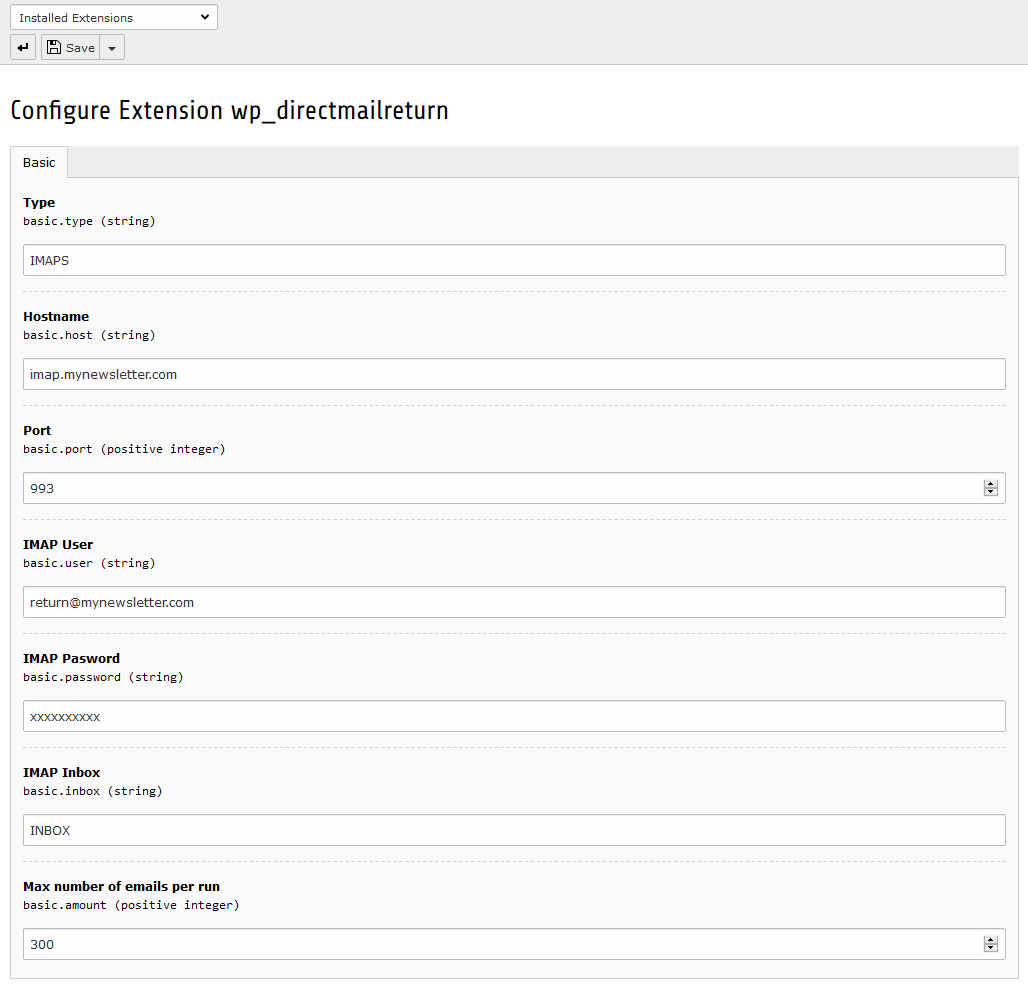 Installed Extensions
Save
Configure Extension wp_directmailreturn
Basic
Type
basic.type (string)
IMAPS
Hostname
basic.host (string)
imap.mynewsletter.com
Port
basic.port (positive integer)
993
IMAP User
basic.user (string)
return@mynewsletter.com
IMAP Pasword
basic.password (string)
xxxxxxxxxx
IMAP Inbox
basic.inbox (string)
INBOX
Max number of emails per run
basic.amount (positive integer)
300